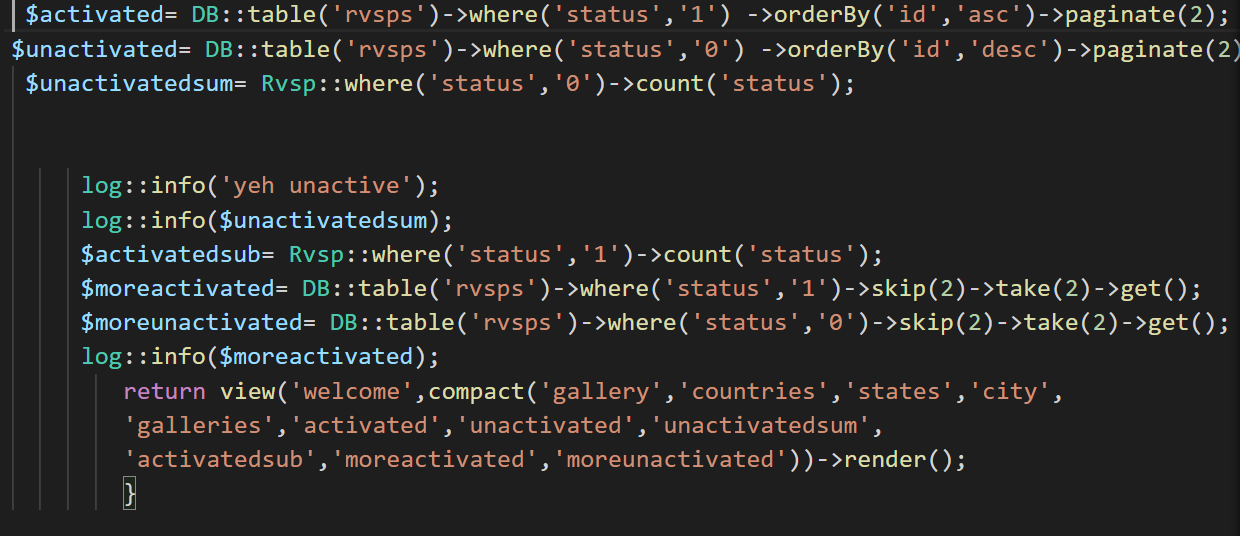 $activated= DB::table('rvsps')->where('status','1') ->orderBy('id','asc')->paginate(2);
$unactivated= DB::table('rvsps')->where('status','0') ->orderBy('id','desc')->paginate(2)
$unactivatedsum= Rvsp::where('status','0')->count('status');
log::info('yeh unactive');
log::info($unactivatedsum);
$activatedsub= Rvsp::where('status','1')->count('status');
$moreactivated= DB::table('rvsps')->where('status','1')->skip(2)->take(2)->get();
$moreunactivated= DB::table('rvsps')->where('status','0')->skip(2)->take(2)->get();
log::info($moreactivated);
return view('welcome',compact('gallery','countries','states','city',
'galleries','activated','unactivated','unactivatedsum',
'activatedsub','moreactivated','moreunactivated'))->render();
}